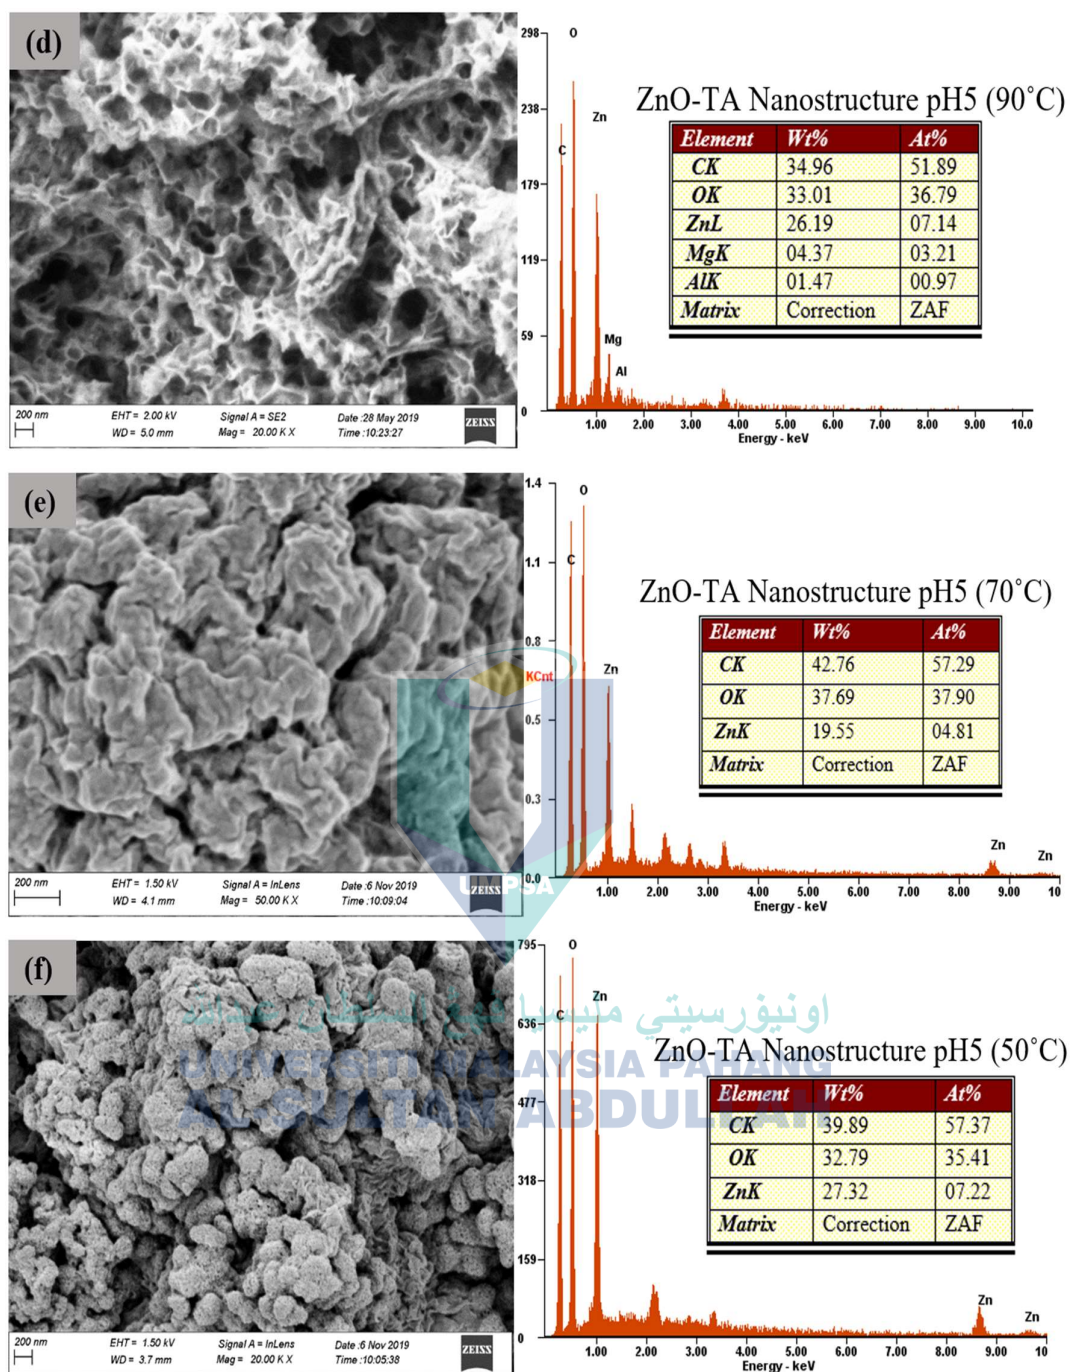 (d)
200 nm
EHT = 2.00 kV
WD = 5.0 mm
Signal A = SE2
Mag = 20.00 K X
Date :28 May 2019
Time :10:23:27
ZEISS
298
238
179
119
59
0
C
O
Zn
Mg
Al
1.00 2.00 3.00 4.00 5.00 6.00 7.00 8.00 9.00 10.0
Energy - keV
ZnO-TA Nanostructure pH5 (90˚C)
Element Wt% At%
CK 34.96 51.89
OK 33.01 36.79
ZnL 26.19 07.14
MgK 04.37 03.21
AlK 01.47 00.97
Matrix Correction ZAF
(e)
200 nm
EHT = 1.50 kV
WD = 4.1 mm
Signal A = InLens
Mag = 50.00 K X
Date :6 Nov 2019
Time :10:09:04
ZEISS
1.4
1.1
0.8
KCnt
0.5
0.3
0.0
C
O
Zn
Zn
Zn
1.00 2.00 3.00 4.00 5.00 6.00 7.00 8.00 9.00 10
Energy - keV
ZnO-TA Nanostructure pH5 (70˚C)
Element Wt% At%
CK 42.76 57.29
OK 37.69 37.90
ZnK 19.55 04.81
Matrix Correction ZAF
UMPSA
(f)
200 nm
EHT = 1.50 kV
WD = 3.7 mm
Signal A = InLens
Mag = 20.00 K X
Date :6 Nov 2019
Time :10:05:38
ZEISS
795
636
477
318
159
0
C
O
Zn
Zn
Zn
1.00 2.00 3.00 4.00 5.00 6.00 7.00 8.00 9.00 10
Energy - keV
ZnO-TA Nanostructure pH5 (50˚C)
Element Wt% At%
CK 39.89 57.37
OK 32.79 35.41
ZnK 27.32 07.22
Matrix Correction ZAF
اونيۏرسيتي مليسيا ڤهڠ السلطان عبدالله
UNIVERSITI MALAYSIA PAHANG
AL-SULTAN ABDULLAH